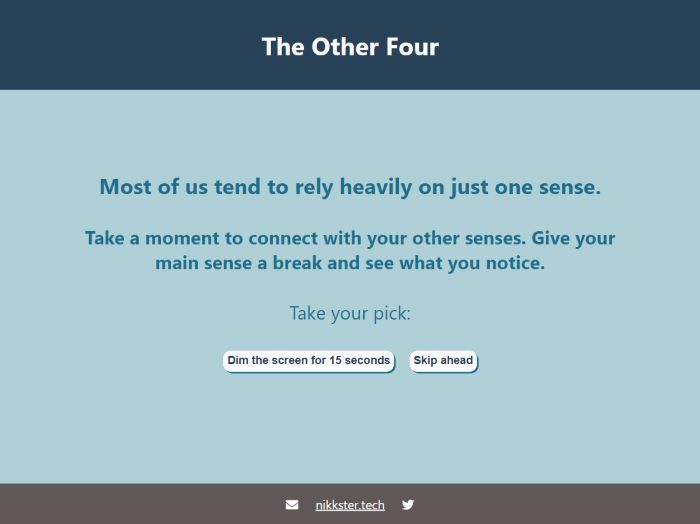 The Other Four
Most of us tend to rely heavily on just one sense.
Take a moment to connect with your other senses. Give your
main sense a break and see what you notice.
Take your pick:
Dim the screen for 15 seconds
Skip ahead
nikkster.tech